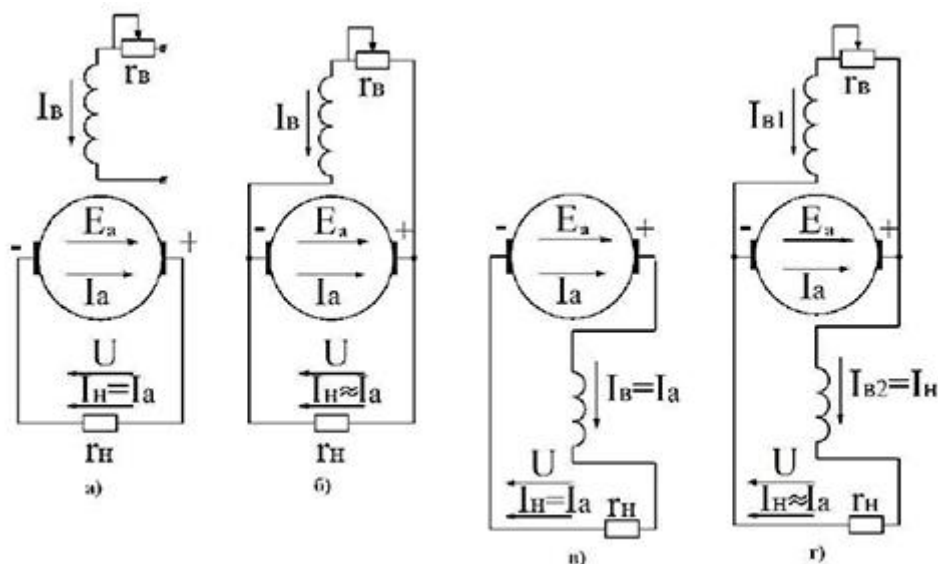 rв
Iв
- Eа +
Iа
U
Iн=Iа
rн
а)
rв
Iв
- Eа +
Iа
U
Iн≈Iа
rн
б)
- Eа +
Iа
Iв=Iа
U
Iн=Iа
rн
в)
rв
Iв1
- Eа +
Iа
Iв2=Iн
U
Iн≈Iа
rн
г)